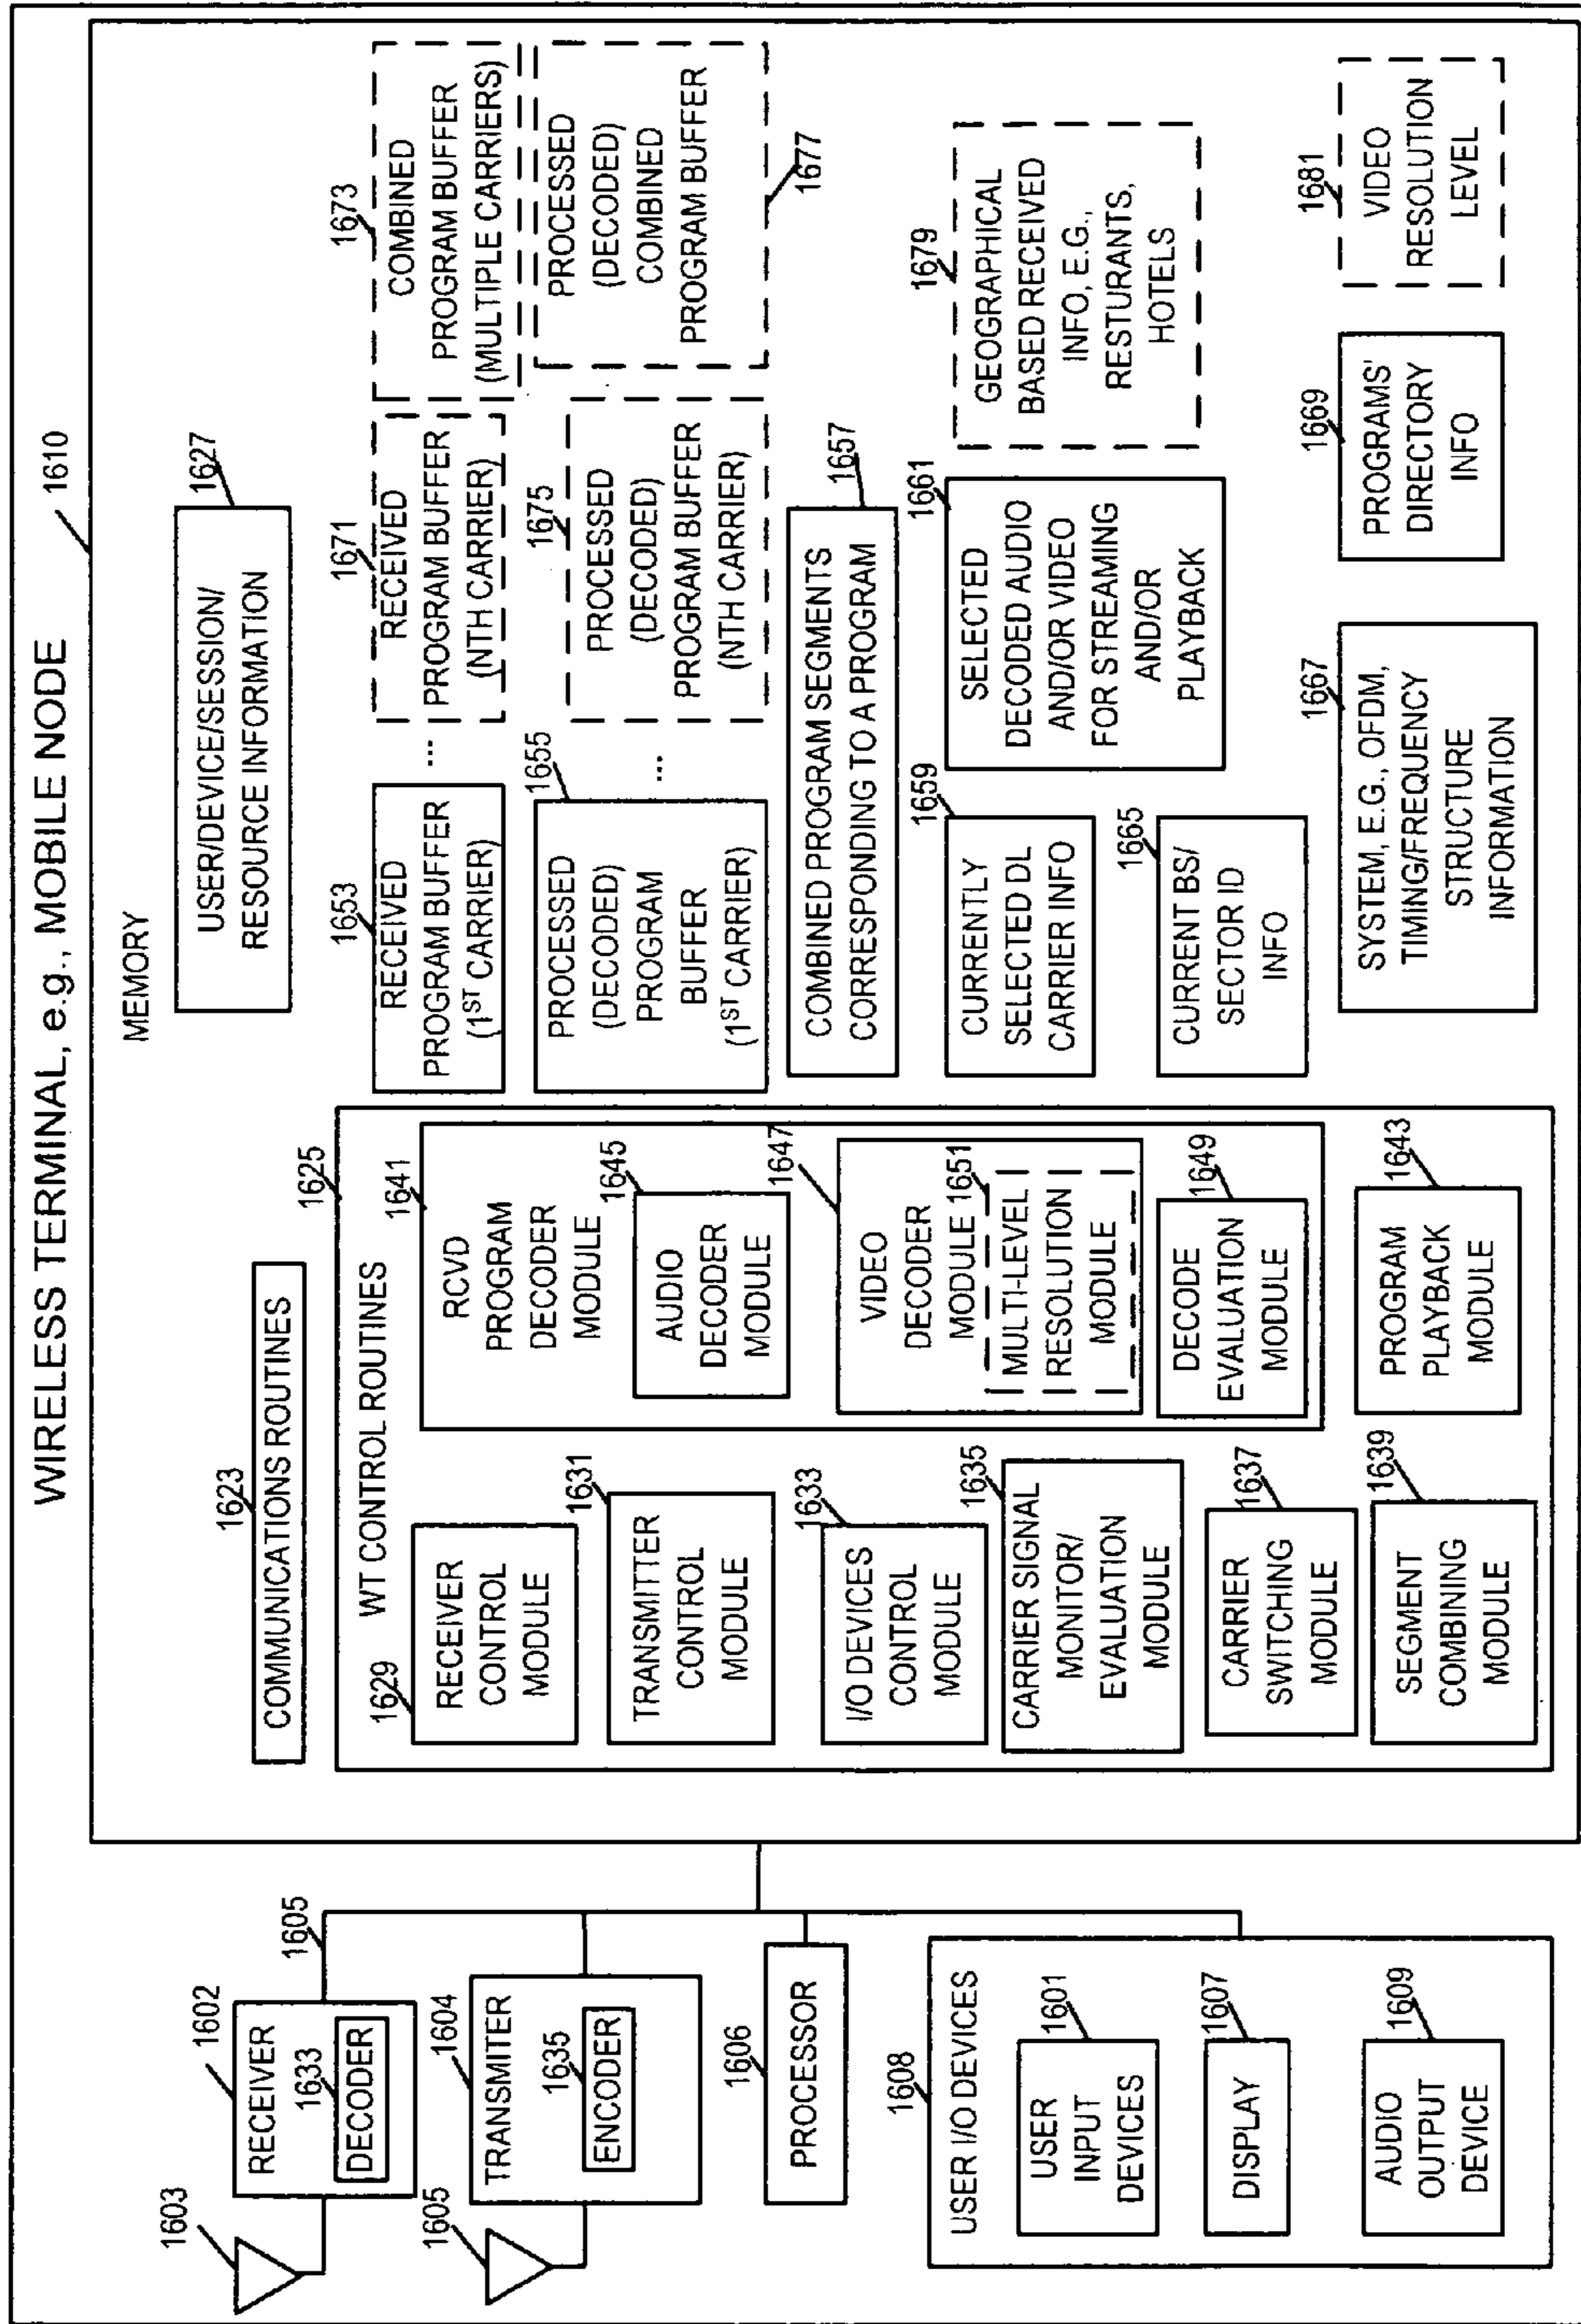 WIRELESS TERMINAL, e.g., MOBILE NODE
1610
1603
1602
RECEIVER
1633
DECODER
1605
1605
1604
TRANSMITER
1635
ENCODER
1606
PROCESSOR
1608
USER I/O DEVICES
1601
USER
INPUT
DEVICES
1607
DISPLAY
1609
AUDIO
OUTPUT
DEVICE
MEMORY
1623
COMMUNICATIONS ROUTINES
1625
WT CONTROL ROUTINES
1629
RECEIVER
CONTROL
MODULE
1631
TRANSMITTER
CONTROL
MODULE
1633
I/O DEVICES
CONTROL
MODULE
1635
CARRIER SIGNAL
MONITOR/
EVALUATION
MODULE
1637
CARRIER
SWITCHING
MODULE
1639
SEGMENT
COMBINING
MODULE
1641
RCVD
PROGRAM
DECODER
MODULE
1645
AUDIO
DECODER
MODULE
1647
VIDEO
DECODER
MODULE
1651
MULTI-LEVEL
RESOLUTION
MODULE
1649
DECODE
EVALUATION
MODULE
1643
PROGRAM
PLAYBACK
MODULE
1627
USER/DEVICE/SESSION/
RESOURCE INFORMATION
1653
RECEIVED
PROGRAM BUFFER
(1ST CARRIER)
...
1671
RECEIVED
PROGRAM BUFFER
(NTH CARRIER)
1673
COMBINED
PROGRAM BUFFER
(MULTIPLE CARRIERS)
1655
PROCESSED
(DECODED)
PROGRAM
BUFFER
(1ST CARRIER)
...
1675
PROCESSED
(DECODED)
PROGRAM BUFFER
(NTH CARRIER)
PROCESSED
(DECODED)
COMBINED
PROGRAM BUFFER
1677
1657
COMBINED PROGRAM SEGMENTS
CORRESPONDING TO A PROGRAM
1659
CURRENTLY
SELECTED DL
CARRIER INFO
1661
SELECTED
DECODED AUDIO
AND/OR VIDEO
FOR STREAMING
AND/OR
PLAYBACK
1679
GEOGRAPHICAL
BASED RECEIVED
INFO, E.G.,
RESTURANTS,
HOTELS
1665
CURRENT BS/
SECTOR ID
INFO
1667
SYSTEM, E.G., OFDM,
TIMING/FREQUENCY
STRUCTURE
INFORMATION
1669
PROGRAMS'
DIRECTORY
INFO
1681
VIDEO
RESOLUTION
LEVEL